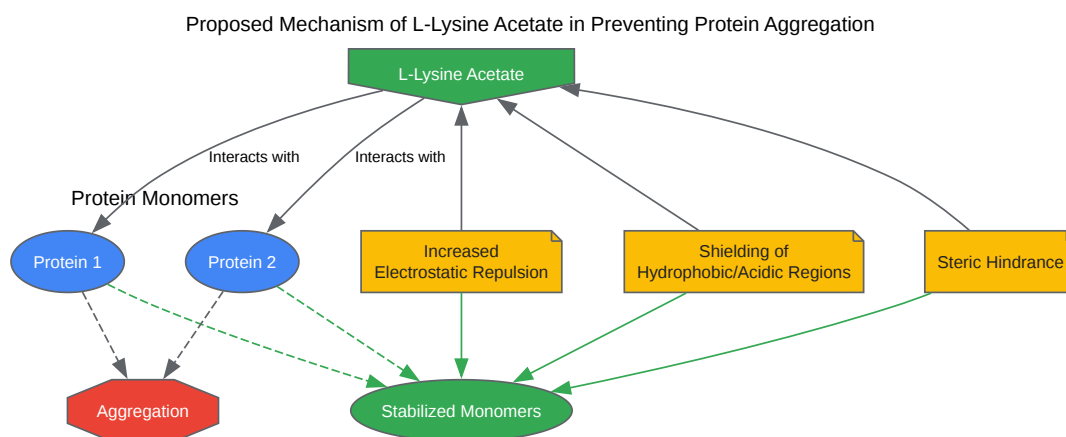 Proposed Mechanism of L-Lysine Acetate in Preventing Protein Aggregation
L-Lysine Acetate
Interacts with
Interacts with
Protein Monomers
Protein 1
Protein 2
Increased
Electrostatic Repulsion
Shielding of
Hydrophobic/Acidic Regions
Steric Hindrance
Aggregation
Stabilized Monomers